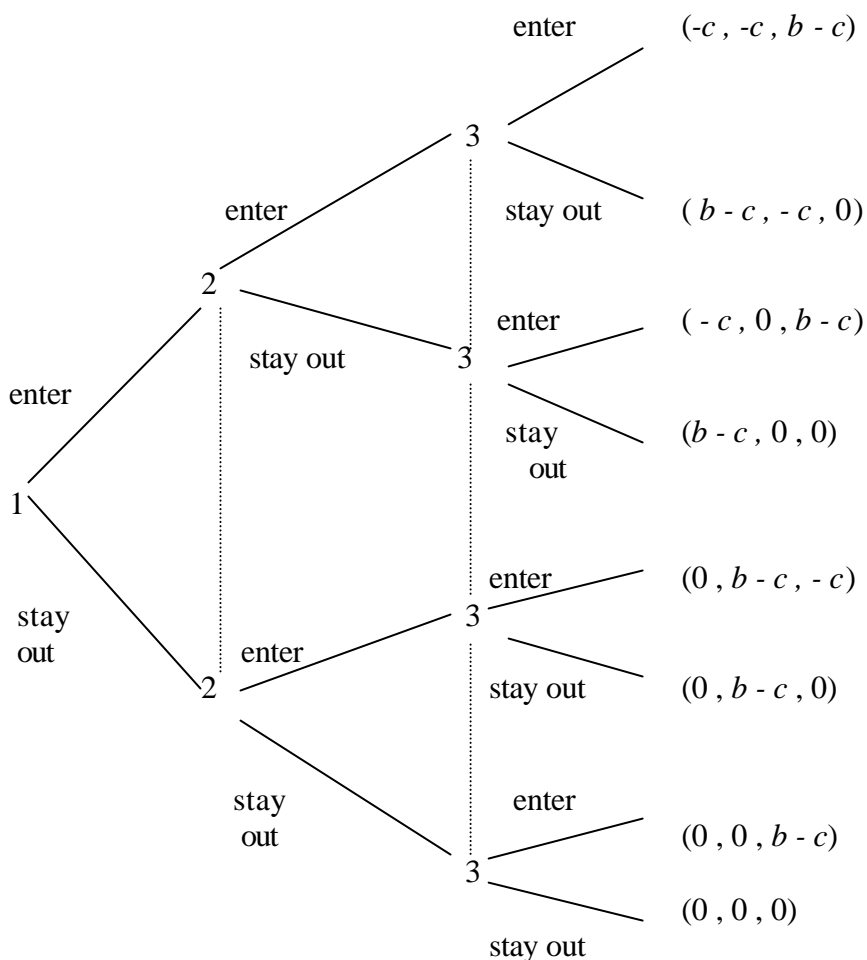 enter (-c, -c, b - c)
3
enter stay out (b - c, -c, 0)
2
enter (-c, 0, b-c)
stay out 3
enter
stay (b-c, 0, 0)
out
1
enter (0, b-c, -c)
stay 3
out enter
2 stay out (0, b-c, 0)
stay enter
out (0, 0, b-c)
3
(0, 0, 0)
stay out